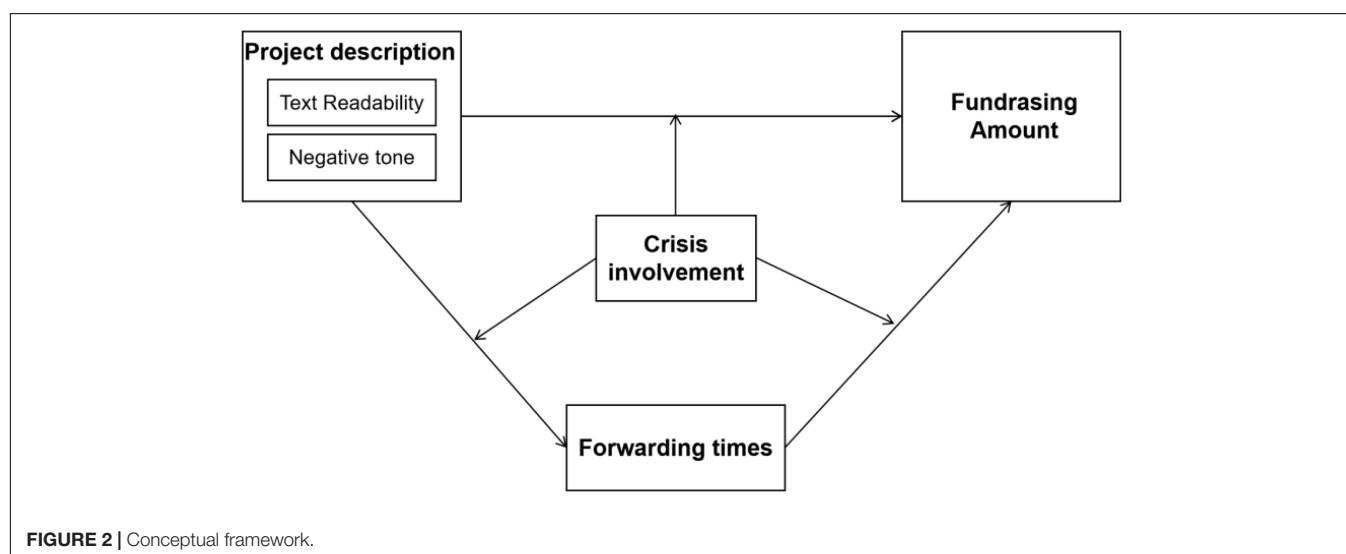 Project description
Text Readability
Negative tone
Fundrasing
Amount
Crisis
involvement
Forwarding times
FIGURE 2 | Conceptual framework.